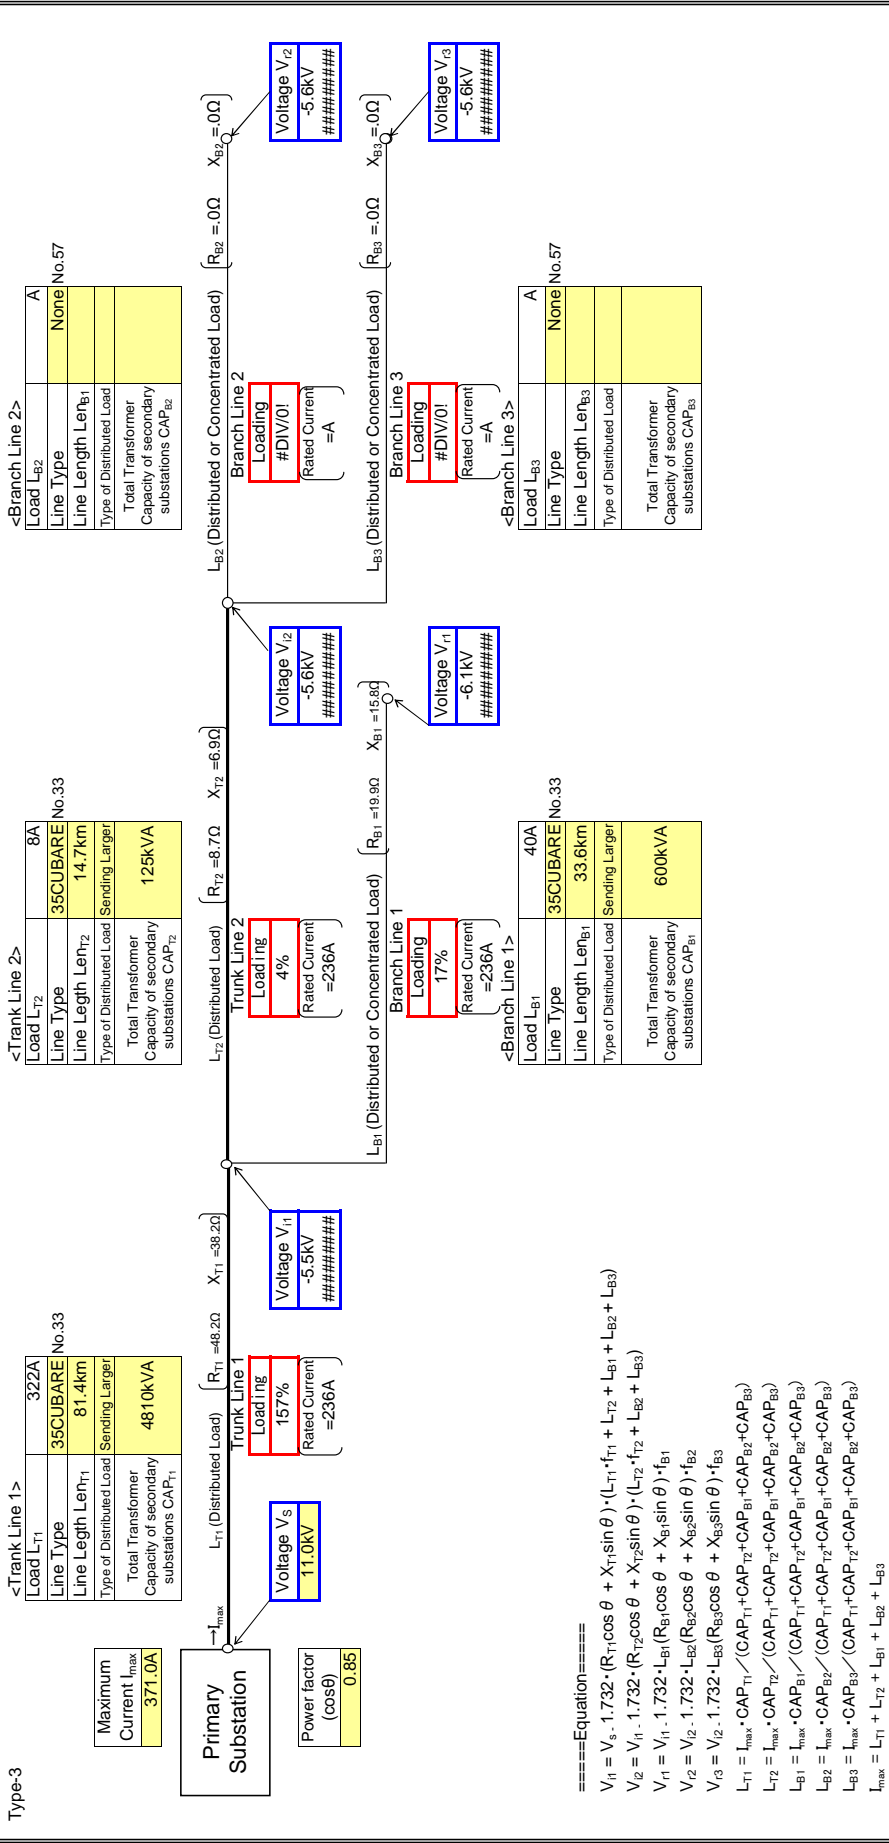 Type-3
Maximum
Current Imax
371.0A
Primary
Substation
Power factor
(cosθ)
0.85
→Imax
Voltage VS
11.0kV
<Trank Line 1>
Load LT1 322A
Line Type 35CUBARE No.33
Line Legth LenT1 81.4km
Type of Distributed Load Sending Larger
Total Transformer
Capacity of secondary
substations CAPT1
4810kVA
LT1 (Distributed Load)
RT1 =48.2Ω XT1 =38.2Ω
Trunk Line 1
Loading
157%
Rated Current
=236A
Voltage Vi1
-5.5kV
##########
<Trank Line 2>
Load LT2 8A
Line Type 35CUBARE No.33
Line Legth LenT2 14.7km
Type of Distributed Load Sending Larger
Total Transformer
Capacity of secondary
substations CAPT2
125kVA
LT2 (Distributed Load)
RT2 =8.7Ω XT2 =6.9Ω
Trunk Line 2
Loading
4%
Rated Current
=236A
Voltage Vi2
-5.6kV
##########
LB1 (Distributed or Concentrated Load)
RB1 =19.9Ω XB1 =15.8Ω
Branch Line 1
Loading
17%
Rated Current
=236A
Voltage Vr1
-6.1kV
##########
<Branch Line 1>
Load LB1 40A
Line Type 35CUBARE No.33
Line Length LenB1 33.6km
Type of Distributed Load Sending Larger
Total Transformer
Capacity of secondary
substations CAPB1
600kVA
<Branch Line 2>
Load LB2 A
Line Type None No.57
Line Length LenB1
Type of Distributed Load
Total Transformer
Capacity of secondary
substations CAPB2
LB2 (Distributed or Concentrated Load)
RB2 =.0Ω XB2 =.0Ω
Branch Line 2
Loading
#DIV/0!
Rated Current
=A
Voltage Vr2
-5.6kV
##########
LB3 (Distributed or Concentrated Load)
RB3 =.0Ω XB3 =.0Ω
Branch Line 3
Loading
#DIV/0!
Rated Current
=A
Voltage Vr3
-5.6kV
##########
<Branch Line 3>
Load LB3 A
Line Type None No.57
Line Length LenB3
Type of Distributed Load
Total Transformer
Capacity of secondary
substations CAPB3
=====Equation=====
Vi1 = Vs - 1.732・(RT1cos θ + XT1sin θ)・(LT1・fT1 + LT2 + LB1 + LB2 + LB3)
Vi2 = Vi1 - 1.732・(RT2cos θ + XT2sin θ)・(LT2・fT2 + LB2 + LB3)
Vr1 = Vi1 - 1.732・LB1(RB1cos θ + XB1sin θ)・fB1
Vr2 = Vi2 - 1.732・LB2(RB2cos θ + XB2sin θ)・fB2
Vr3 = Vi2 - 1.732・LB3(RB3cos θ + XB3sin θ)・fB3
LT1 = Imax・CAPT1／(CAPT1+CAPT2+CAPB1+CAPB2+CAPB3)
LT2 = Imax・CAPT2／(CAPT1+CAPT2+CAPB1+CAPB2+CAPB3)
LB1 = Imax・CAPB1／(CAPT1+CAPT2+CAPB1+CAPB2+CAPB3)
LB2 = Imax・CAPB2／(CAPT1+CAPT2+CAPB1+CAPB2+CAPB3)
LB3 = Imax・CAPB3／(CAPT1+CAPT2+CAPB1+CAPB2+CAPB3)
Imax = LT1 + LT2 + LB1 + LB2 + LB3